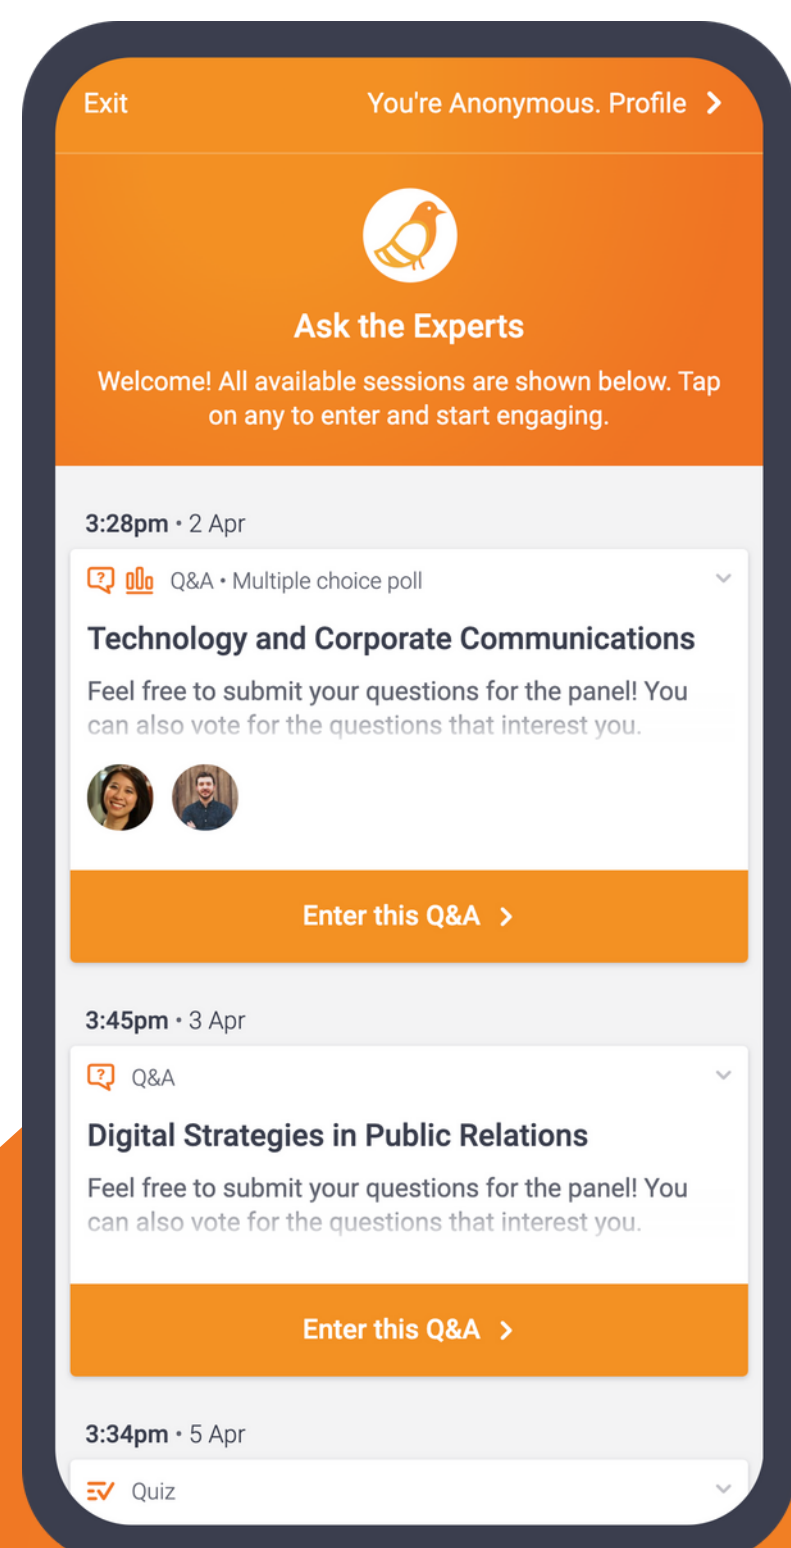 Exit
You're Anonymous. Profile
Ask the Experts
Welcome! All available sessions are shown below. Tap
on any to enter and start engaging.
3:28pm • 2 Apr
Q&A • Multiple choice poll
Technology and Corporate Communications
Feel free to submit your questions for the panel! You
can also vote for the questions that interest you.
Enter this Q&A
3:45pm • 3 Apr
Q&A
Digital Strategies in Public Relations
Feel free to submit your questions for the panel! You
can also vote for the questions that interest you.
Enter this Q&A
3:34pm • 5 Apr
Quiz